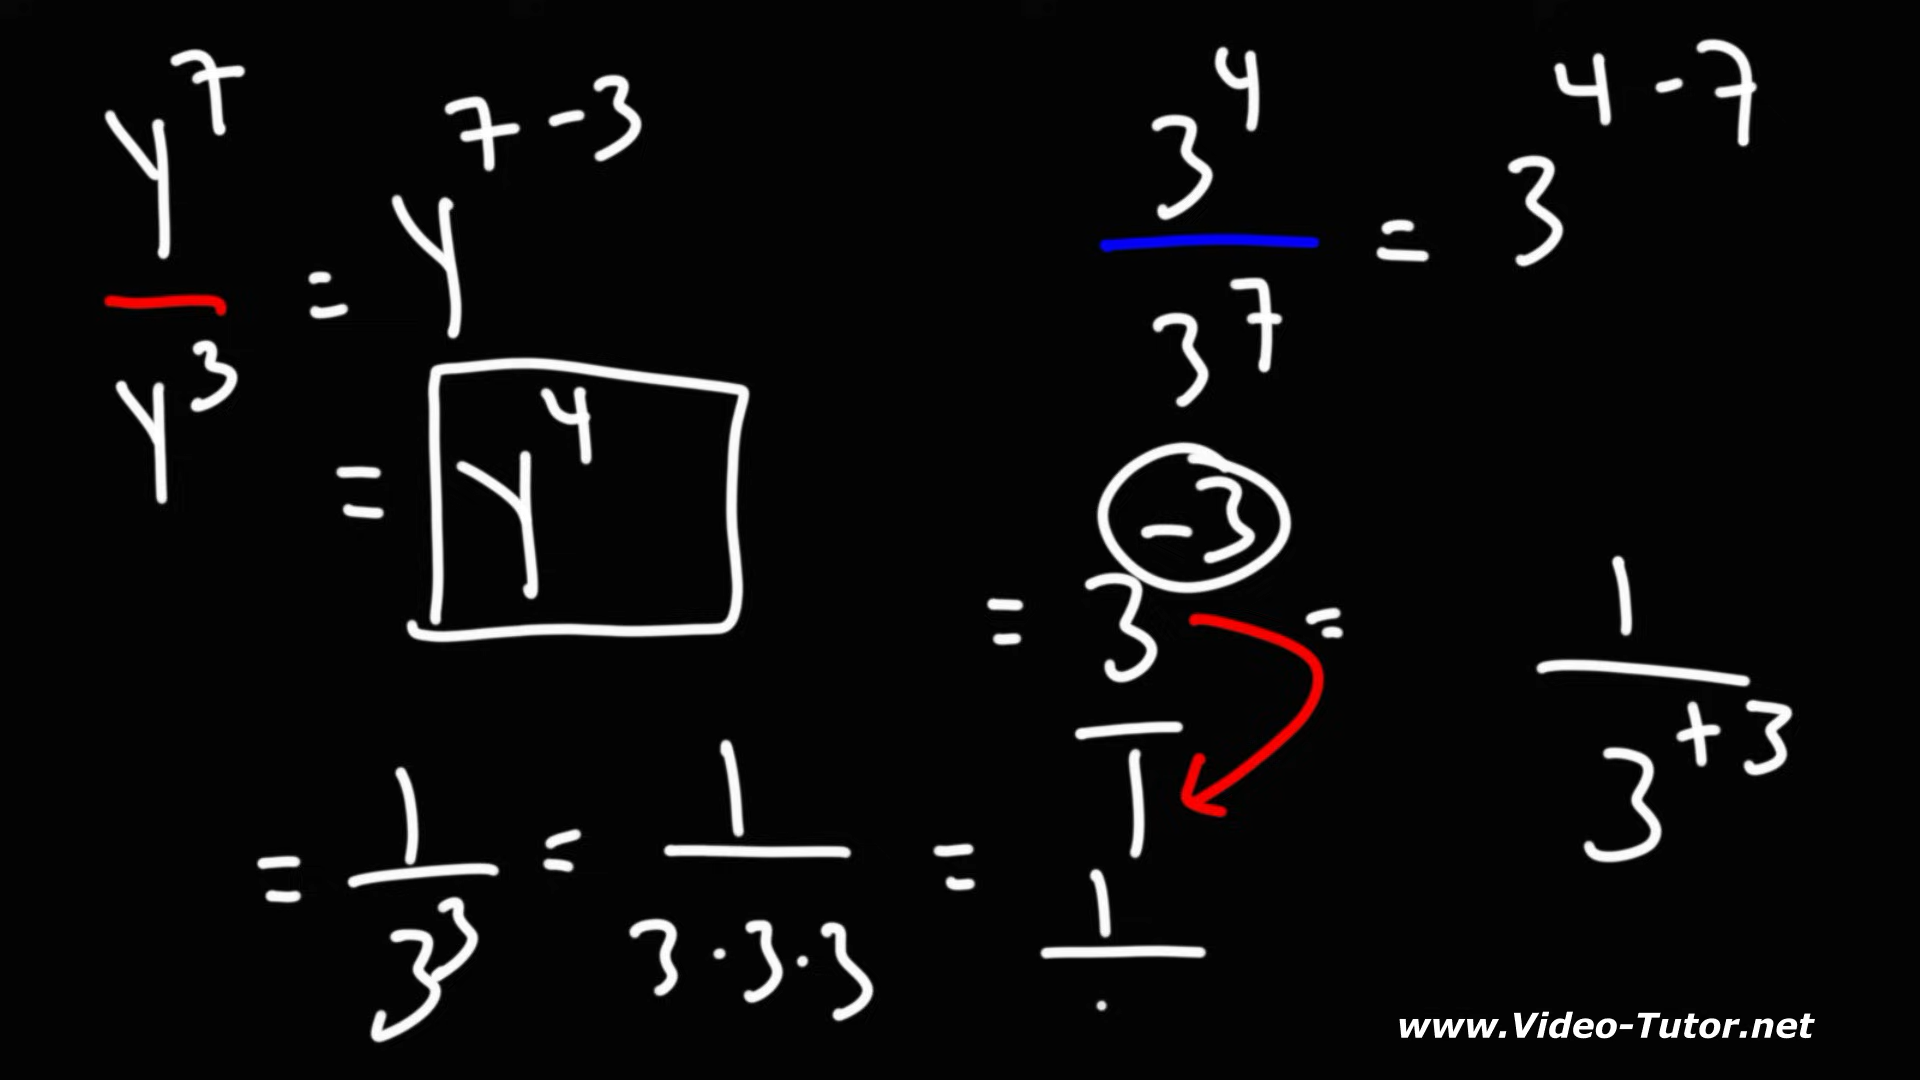 y^7 / y^3 = y^(7-3)
= y^4
3^4 / 3^7 = 3^(4-7)
= 3^-3 / 1 = 1 / 3^+3
= 1 / 3^3 = 1 / 3·3·3 = 1 / .
www.Video-Tutor.net